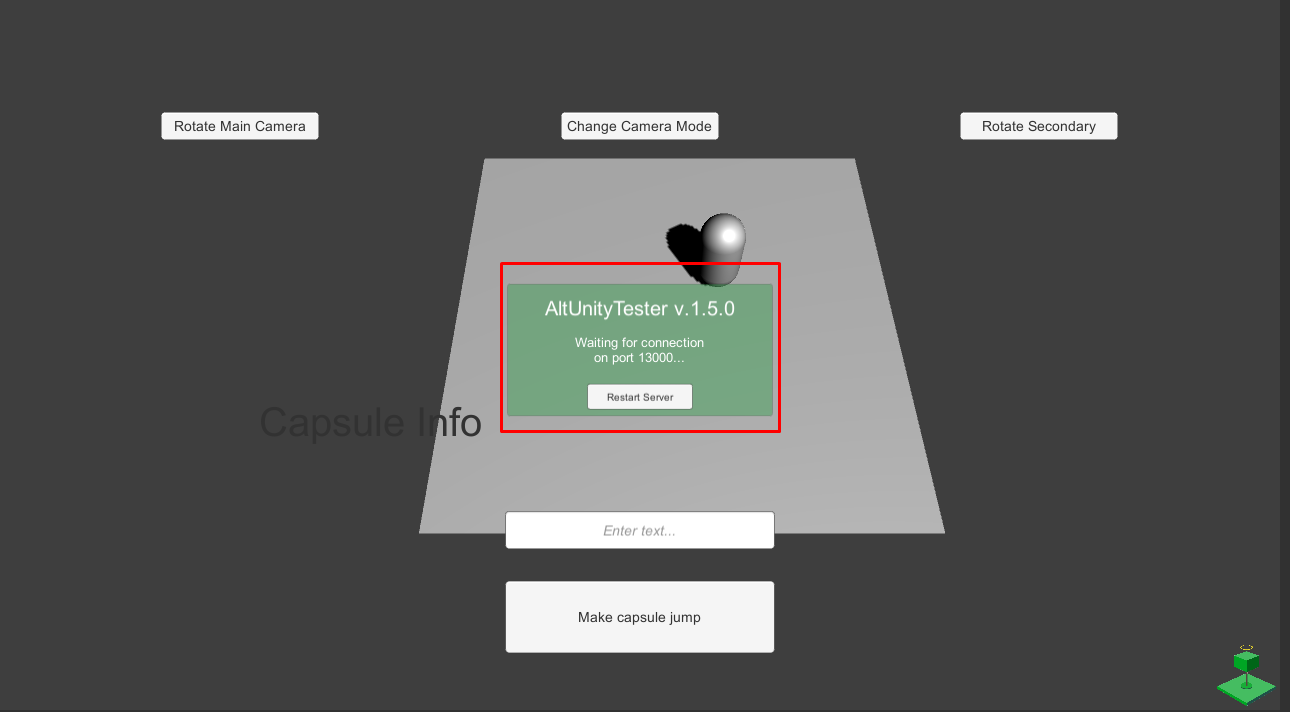 Rotate Main Camera
Change Camera Mode
Rotate Secondary
AltUnityTester v.1.5.0
Waiting for connection
on port 13000...
Restart Server
Capsule Info
Enter text...
Make capsule jump